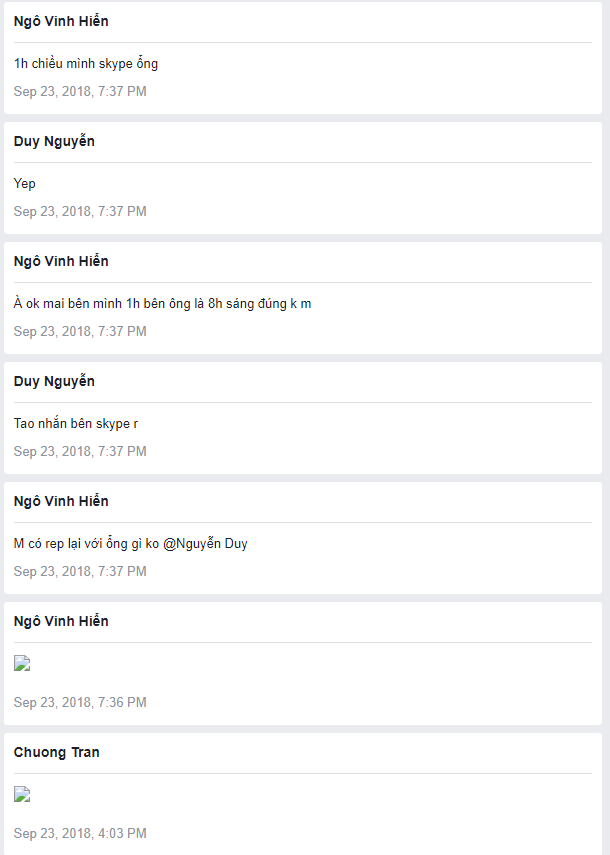 Ngô Vinh Hiển
1h chiều mình skype ổng
Sep 23, 2018, 7:37 PM
Duy Nguyễn
Yep
Sep 23, 2018, 7:37 PM
Ngô Vinh Hiển
À ok mai bên mình 1h bên ông là 8h sáng đúng k m
Sep 23, 2018, 7:37 PM
Duy Nguyễn
Tao nhắn bên skype r
Sep 23, 2018, 7:37 PM
Ngô Vinh Hiển
M có rep lại với ổng gì ko @Nguyễn Duy
Sep 23, 2018, 7:37 PM
Ngô Vinh Hiển
Sep 23, 2018, 7:36 PM
Chuong Tran
Sep 23, 2018, 4:03 PM